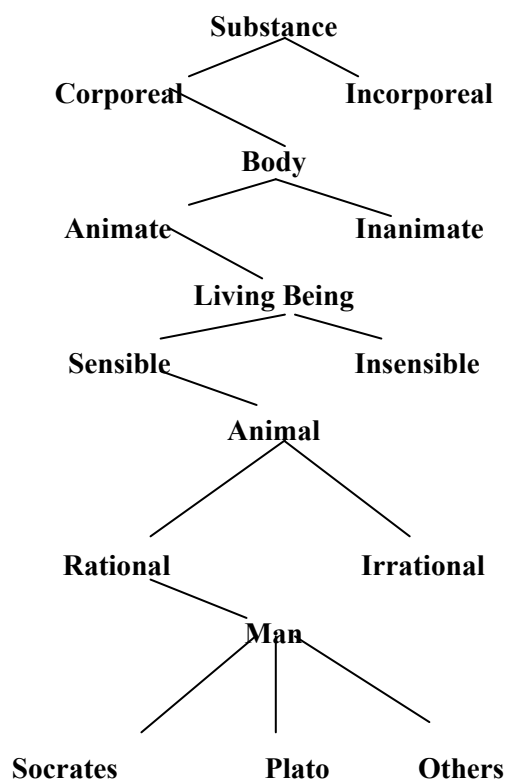 Substance
Corporeal Incorporeal
Body
Animate Inanimate
Living Being
Sensible Insensible
Animal
Rational Irrational
Man
Socrates Plato Others